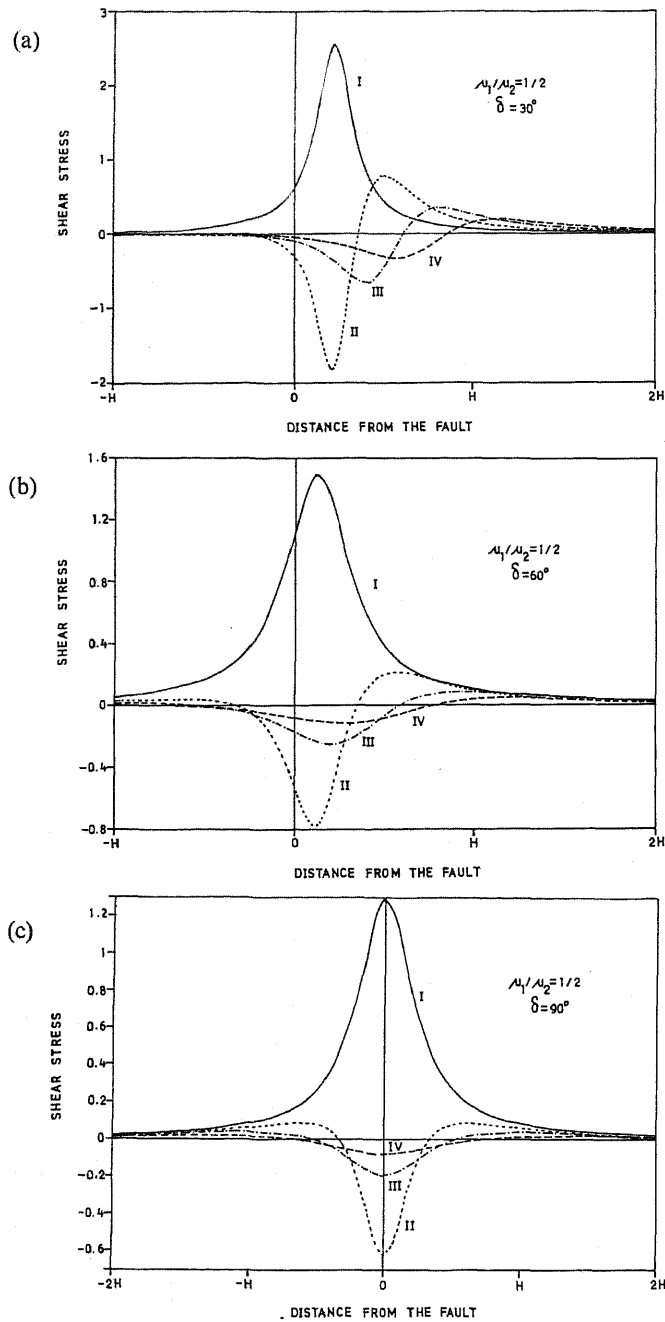 (a)
3
2
1
0
-1
-2
SHEAR STRESS
I
II
III
IV
μ₁/μ₂=1/2
δ = 30°
-H
0
H
2H
DISTANCE FROM THE FAULT
(b)
1.6
1.2
0.8
0.4
0
-0.4
-0.8
SHEAR STRESS
I
II
III
IV
μ₁/μ₂=1/2
δ=60°
-H
0
H
2H
DISTANCE FROM THE FAULT
(c)
1.2
1
0.8
0.6
0.4
0.2
0
-0.2
-0.4
-0.6
SHEAR STRESS
I
IV
III
II
μ₁/μ₂=1/2
δ=90°
-2H
-H
0
H
2H
DISTANCE FROM THE FAULT